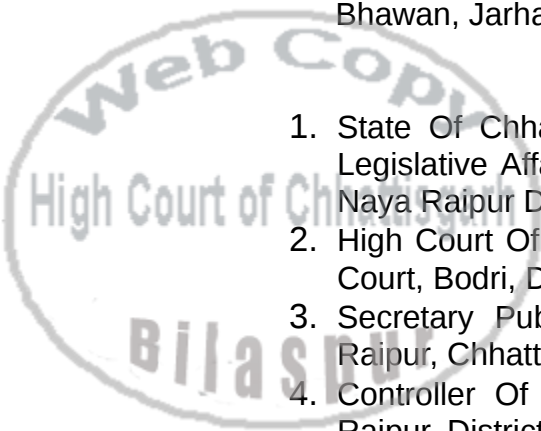 Bhawan, Jarha
Web Copy
High Court of Chhattisgarh
Bilaspur
1. State Of Chha
Legislative Affa
Naya Raipur D
2. High Court Of
Court, Bodri, D
3. Secretary Pub
Raipur, Chhatt
4. Controller Of
Raipur, District